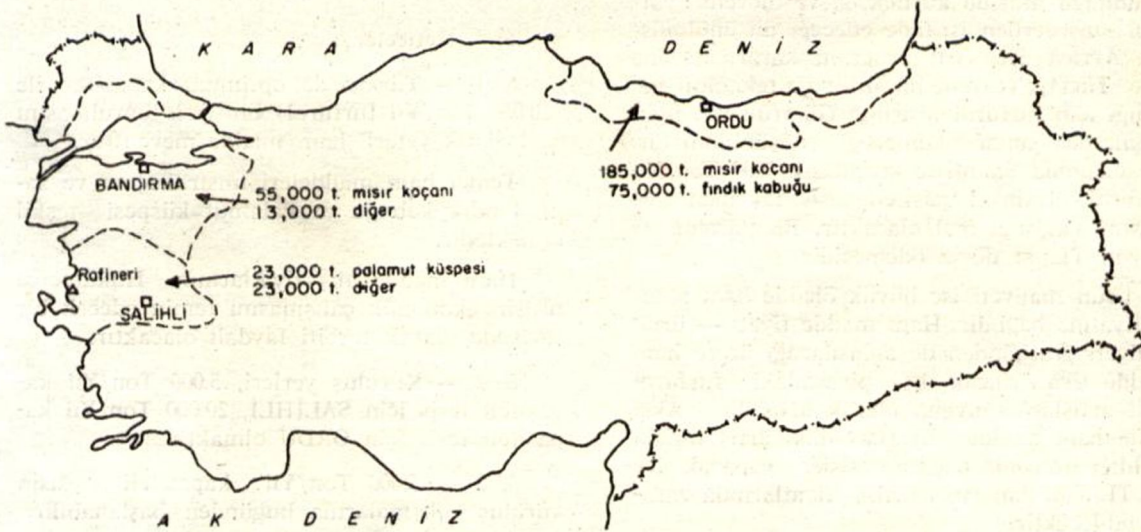 KARA DENİZ
ORDU
185,000 t. mısır koçanı
75,000 t. fındık kabuğu
BANDIRMA
55,000 t. mısır koçanı
13,000 t. diğer
Rafineri
23,000 t. palamut küspesi
23,000 t. diğer
SALİHLİ
AK DENİZ